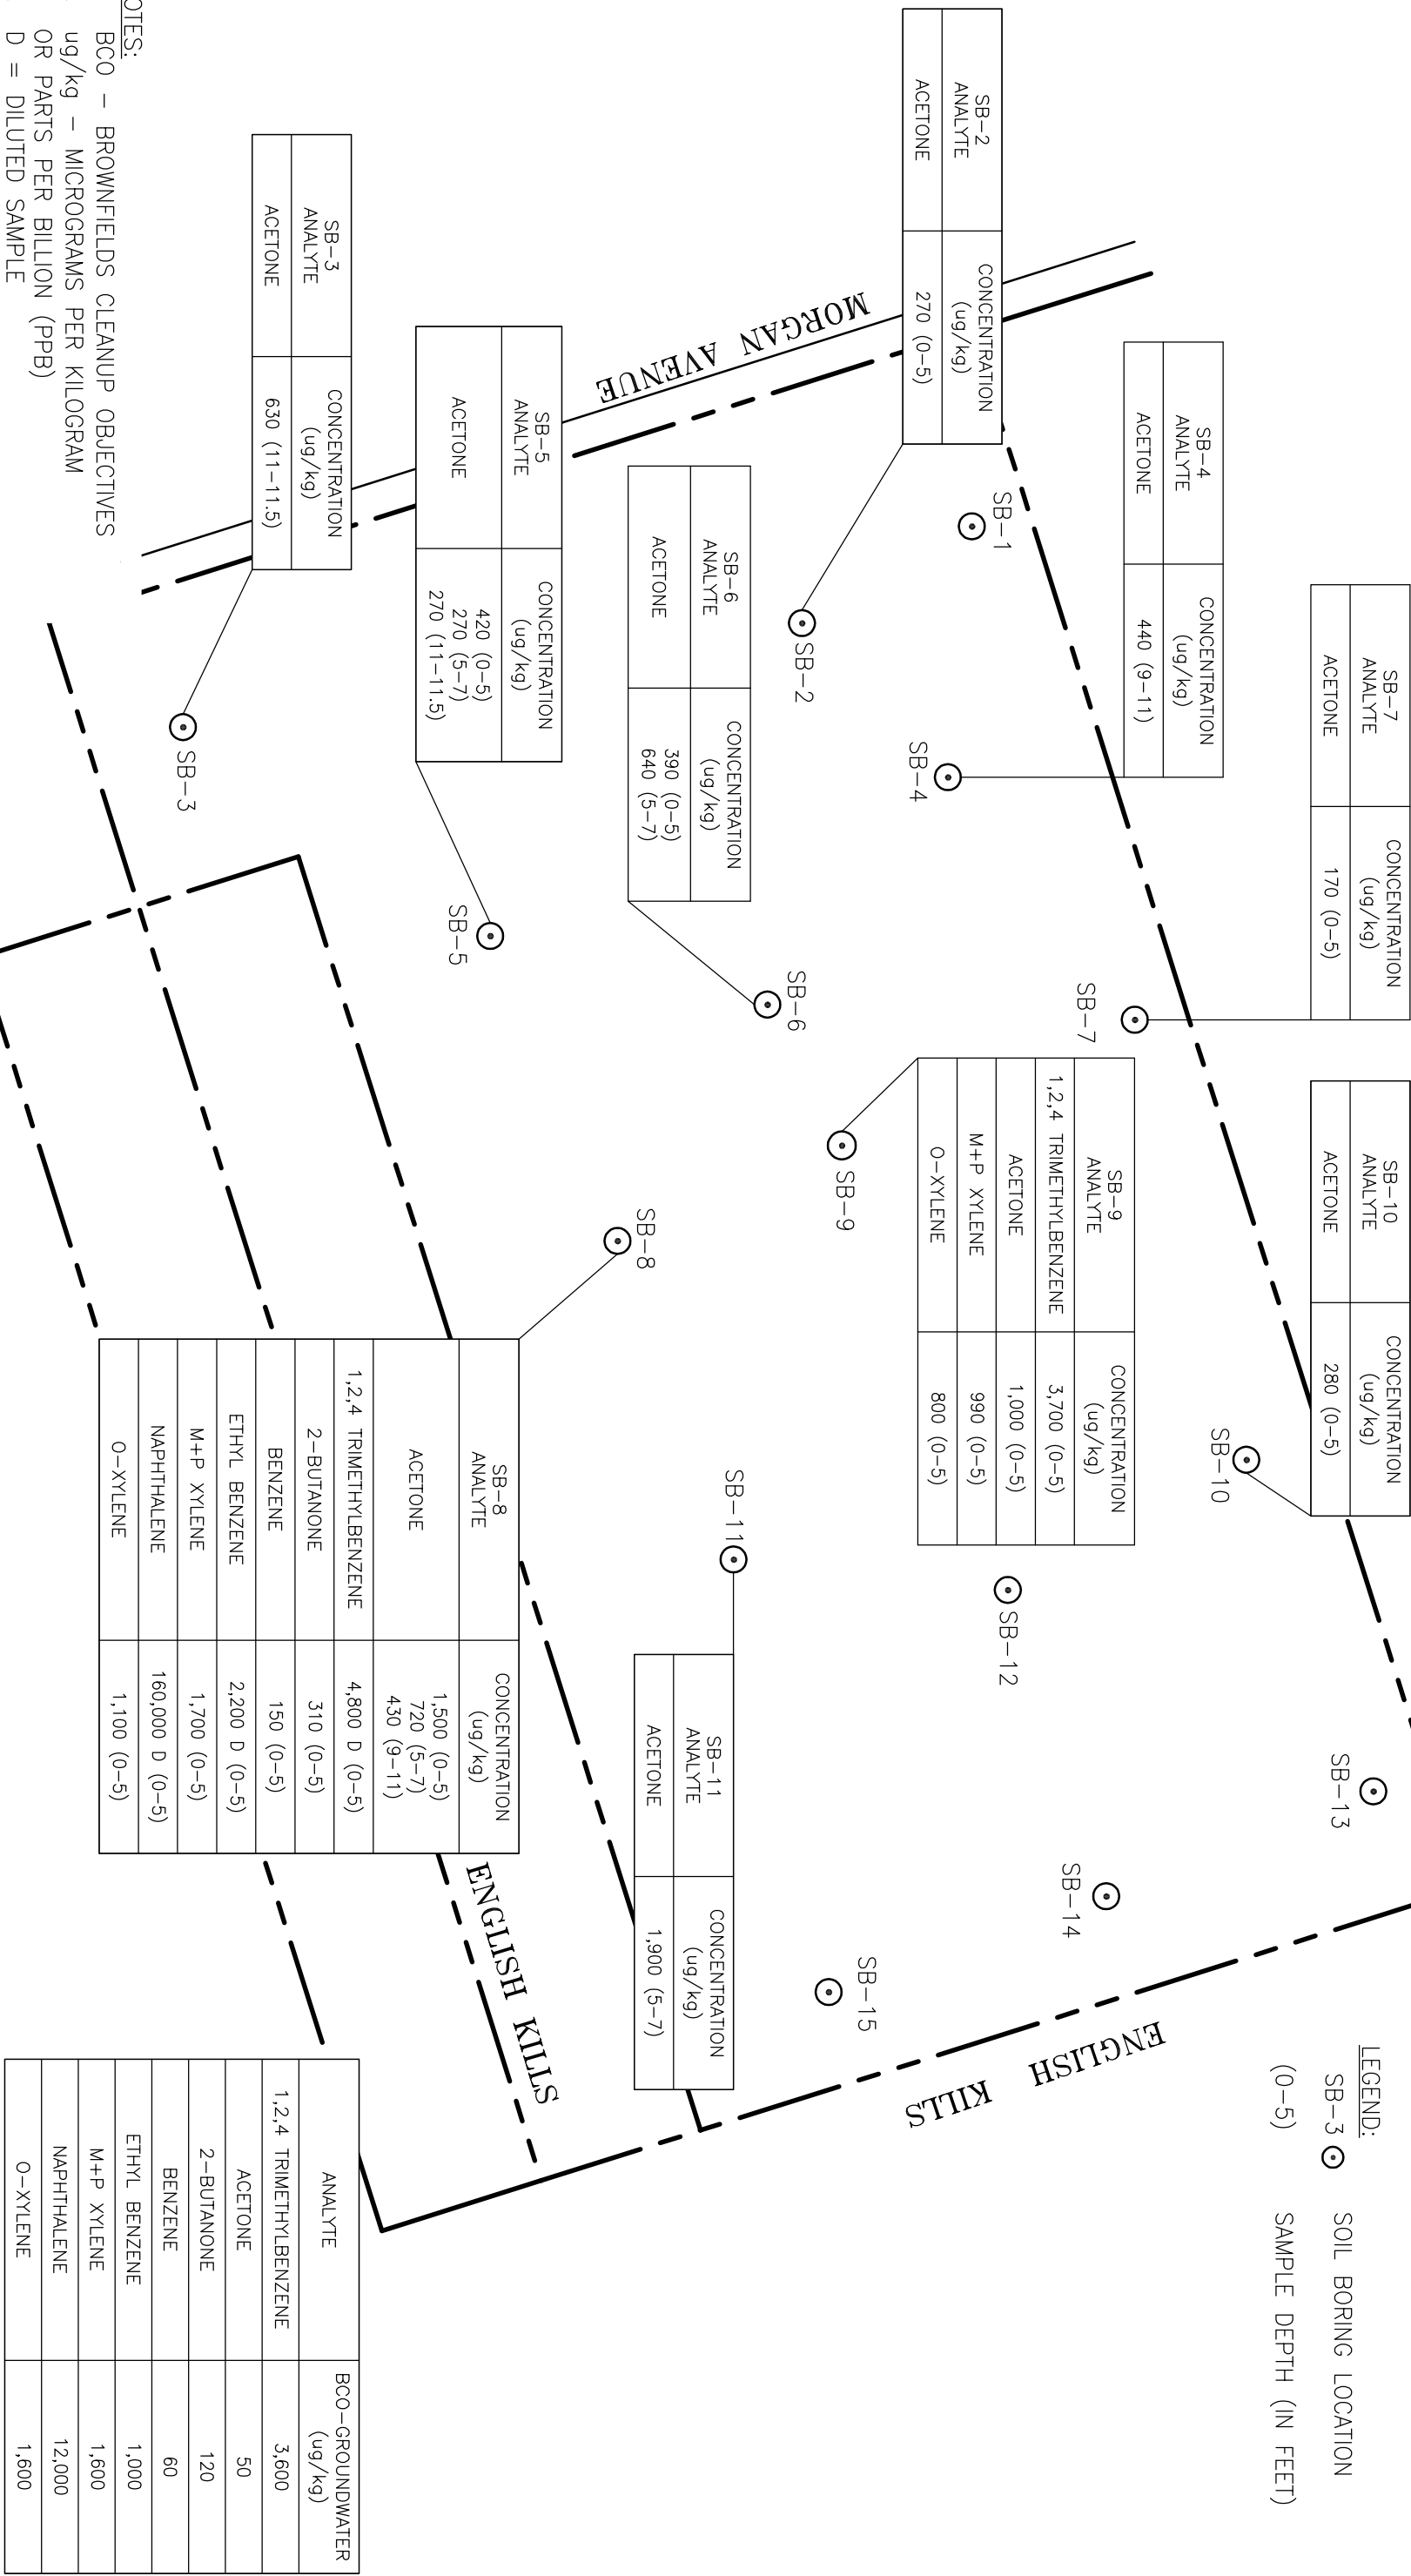 SB-7
ANALYTE
CONCENTRATION
(ug/kg)
ACETONE
170 (0-5)
SB-10
ANALYTE
CONCENTRATION
(ug/kg)
ACETONE
280 (0-5)
SB-4
ANALYTE
CONCENTRATION
(ug/kg)
ACETONE
440 (9-11)
SB-2
ANALYTE
CONCENTRATION
(ug/kg)
ACETONE
270 (0-5)
SB-9
ANALYTE
CONCENTRATION
(ug/kg)
1,2,4 TRIMETHYLBENZENE
3,700 (0-5)
ACETONE
1,000 (0-5)
M+P XYLENE
990 (0-5)
O-XYLENE
800 (0-5)
SB-6
ANALYTE
CONCENTRATION
(ug/kg)
ACETONE
390 (0-5)
640 (5-7)
SB-11
ANALYTE
CONCENTRATION
(ug/kg)
ACETONE
1,900 (5-7)
SB-5
ANALYTE
CONCENTRATION
(ug/kg)
ACETONE
420 (0-5)
270 (5-7)
270 (11-11.5)
SB-8
ANALYTE
CONCENTRATION
(ug/kg)
ACETONE
1,500 (0-5)
720 (5-7)
430 (9-11)
1,2,4 TRIMETHYLBENZENE
4,800 D (0-5)
2-BUTANONE
310 (0-5)
BENZENE
150 (0-5)
ETHYL BENZENE
2,200 D (0-5)
M+P XYLENE
1,700 (0-5)
NAPHTHALENE
160,000 D (0-5)
O-XYLENE
1,100 (0-5)
SB-3
ANALYTE
CONCENTRATION
(ug/kg)
ACETONE
630 (11-11.5)
SB-1
SB-2
SB-3
SB-4
SB-5
SB-6
SB-7
SB-8
SB-9
SB-10
SB-11
SB-12
SB-13
SB-14
SB-15
MORGAN AVENUE
ENGLISH KILLS
ENGLISH KILLS
LEGEND:
SB-3 SOIL BORING LOCATION
(0-5) SAMPLE DEPTH (IN FEET)
ANALYTE
BCO-GROUNDWATER
(ug/kg)
1,2,4 TRIMETHYLBENZENE
3,600
ACETONE
50
2-BUTANONE
120
BENZENE
60
ETHYL BENZENE
1,000
M+P XYLENE
1,600
NAPHTHALENE
12,000
O-XYLENE
1,600
OTES:
BCO - BROWNFIELDS CLEANUP OBJECTIVES
ug/kg - MICROGRAMS PER KILOGRAM
OR PARTS PER BILLION (PPB)
D = DILUTED SAMPLE